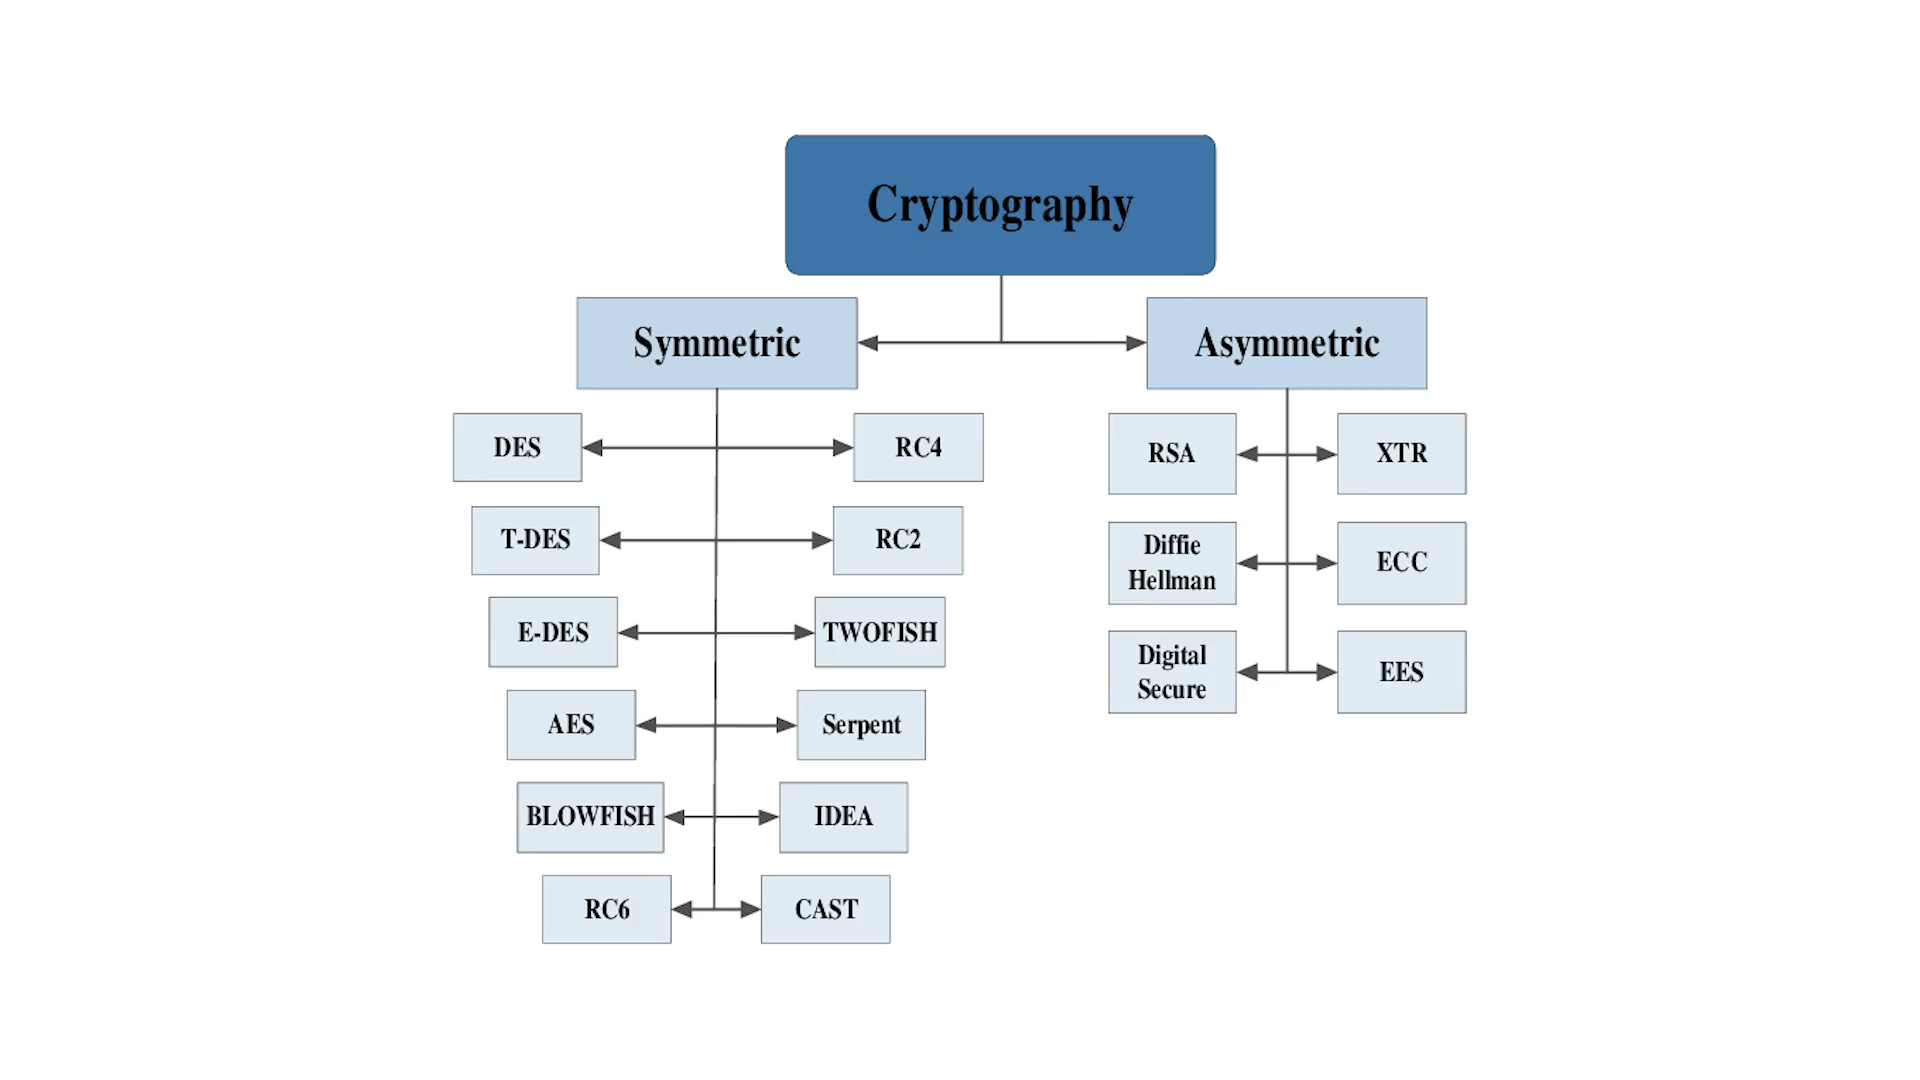 Cryptography
Symmetric
Asymmetric
DES
RC4
T-DES
RC2
E-DES
TWOFISH
AES
Serpent
BLOWFISH
IDEA
RC6
CAST
RSA
XTR
Diffie
Hellman
ECC
Digital
Secure
EES